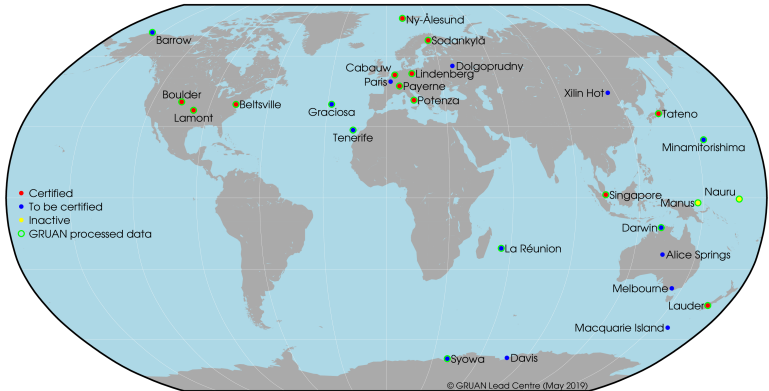 Ny-Ålesund
Barrow
Sodankylä
Cabauw
Lindenberg
Dolgoprudny
Paris
Payerne
Xilin Hot
Boulder
Potenza
Lamont
Beltsville
Graciosa
Tateno
Tenerife
Minamitorishima
Certified
To be certified
Inactive
GRUAN processed data
Singapore
Nauru
Manus
Darwin
La Réunion
Alice Springs
Melbourne
Lauder
Macquarie Island
Syowa
Davis
© GRUAN Lead Centre (May 2019)